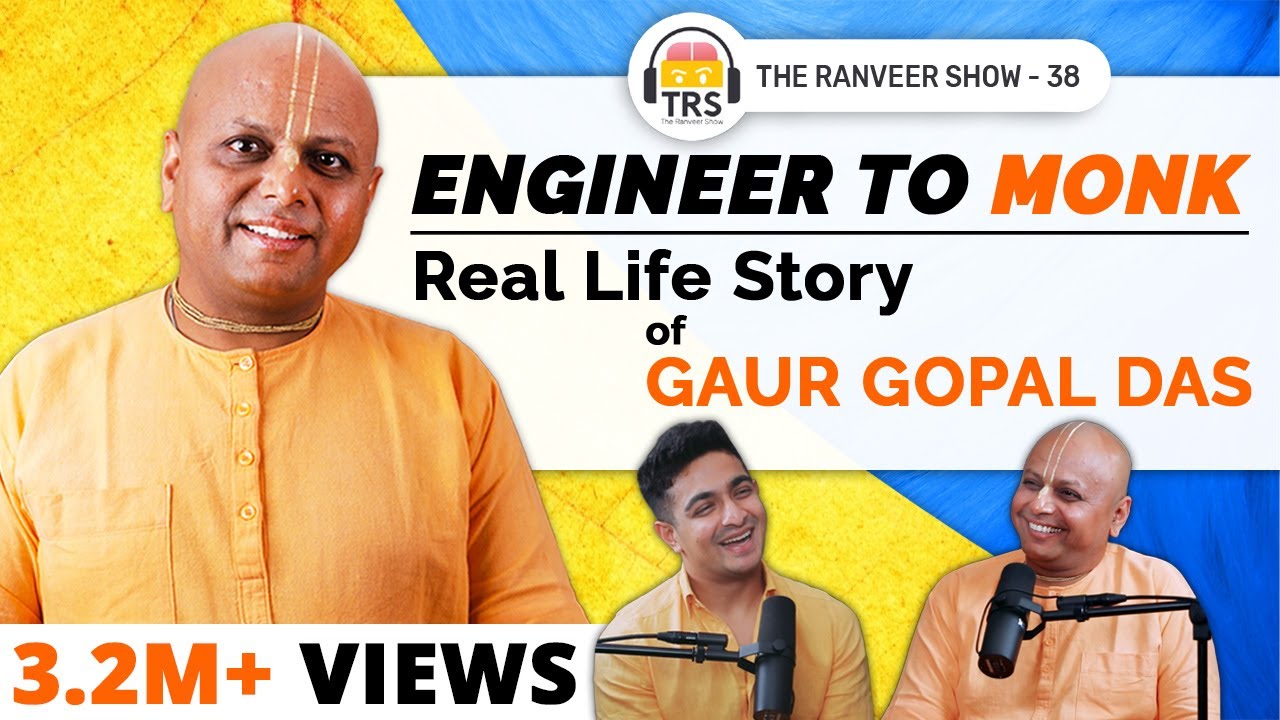 TRS
The Ranveer Show
THE RANVEER SHOW - 38
ENGINEER TO MONK
Real Life Story
of
GAUR GOPAL DAS
3.2M+ VIEWS